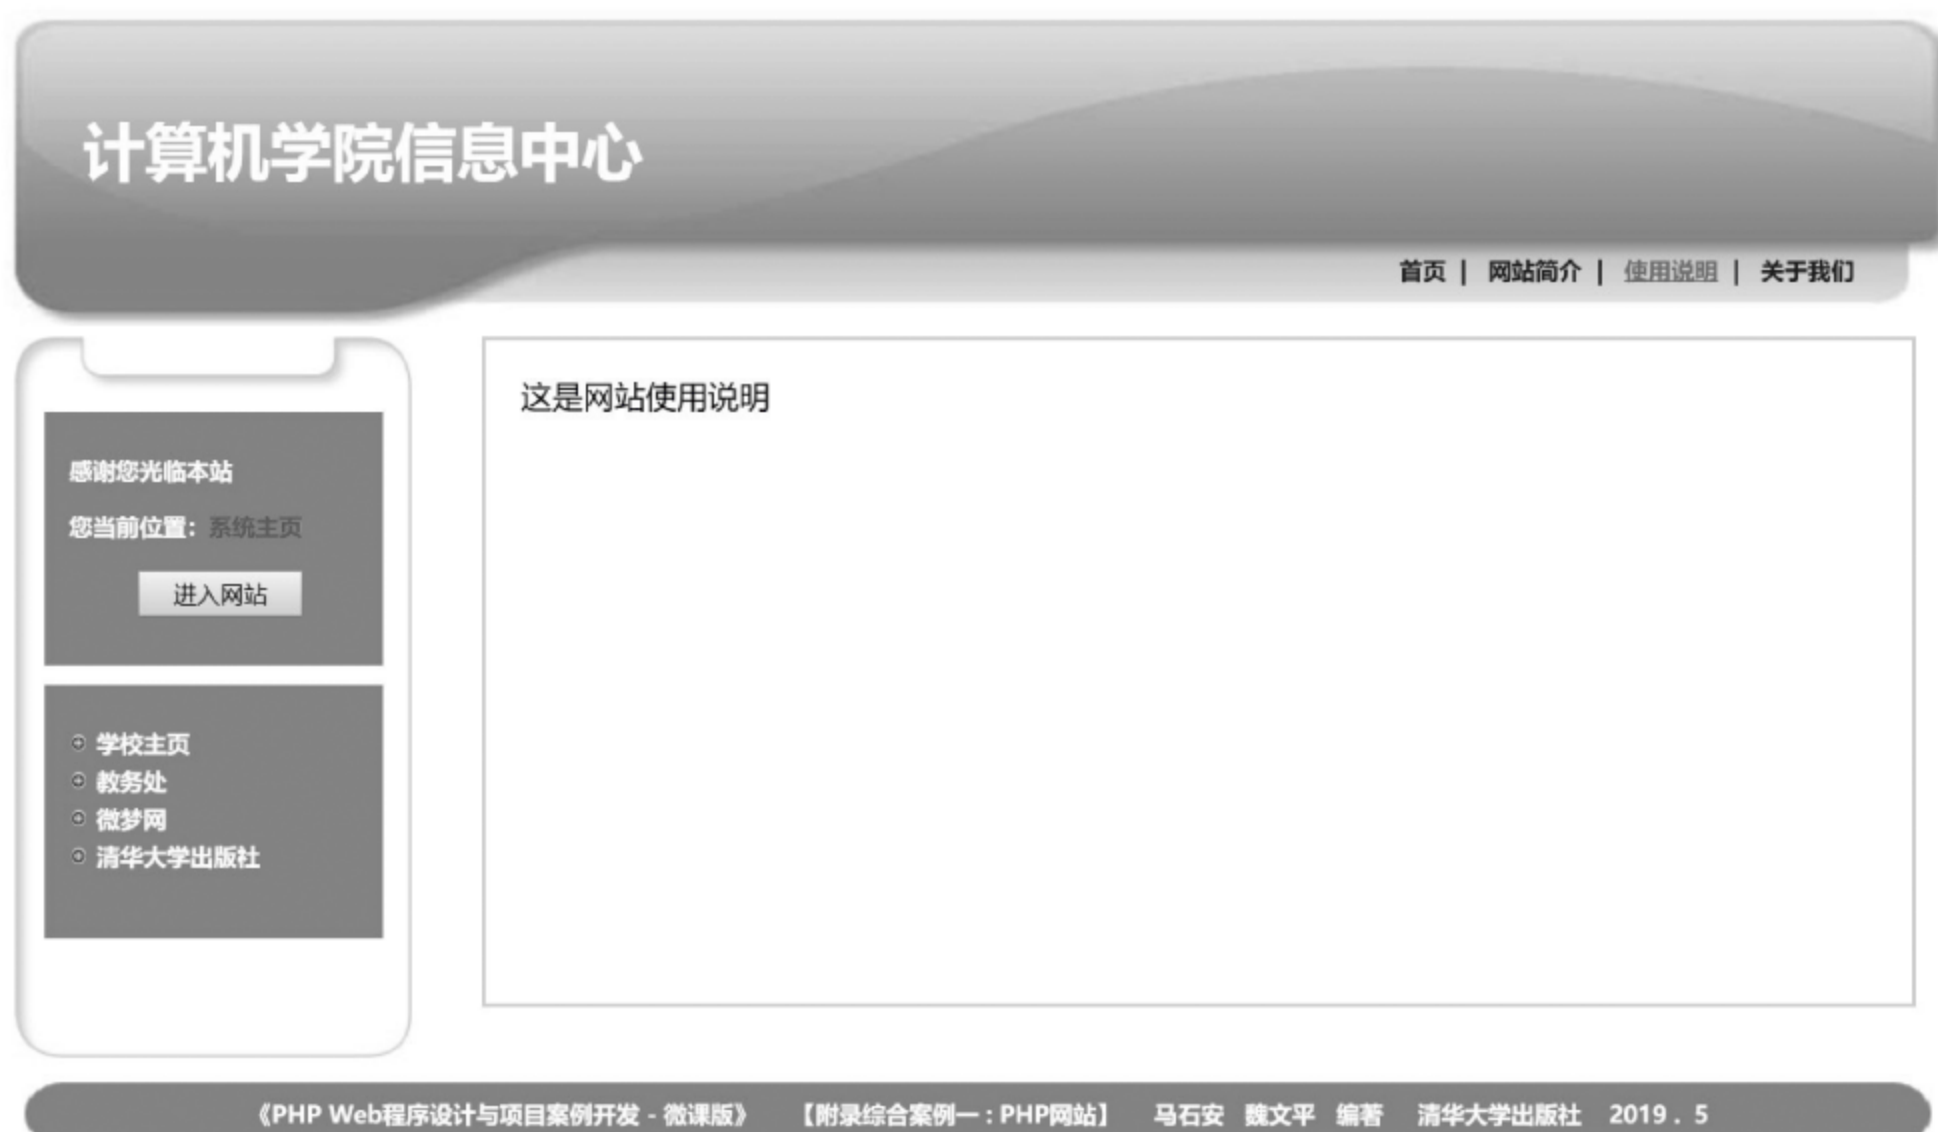 计算机学院信息中心
首页 | 网站简介 | 使用说明 | 关于我们
这是网站使用说明
感谢您光临本站
您当前位置：系统主页
进入网站
学校主页
教务处
微梦网
清华大学出版社
《PHP Web程序设计与项目案例开发 - 微课版》 【附录综合案例一：PHP网站】 马石安 魏文平 编著 清华大学出版社 2019．5